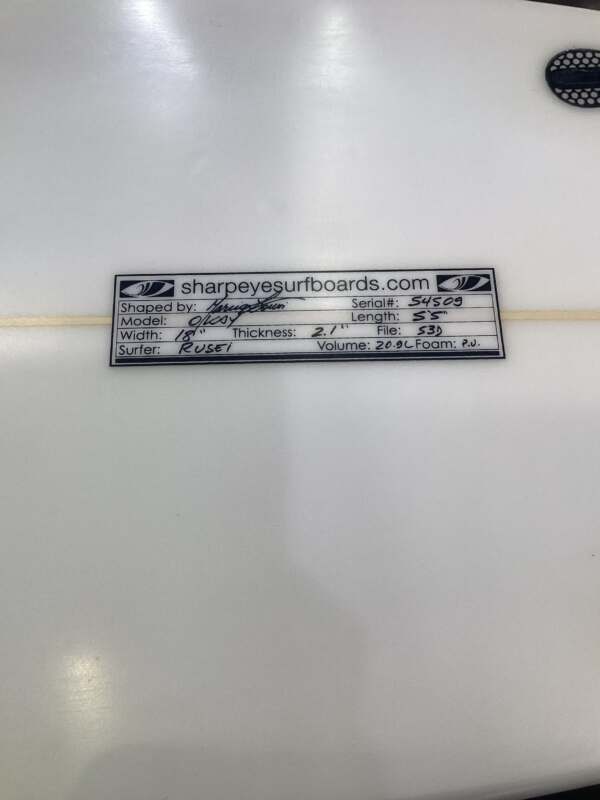 sharpeyesurfboards.com
Shaped by: Serial#: 54509
Model: Length: 5'5"
Width: 18" Thickness: 2.1" File: 53D
Surfer: RUSEI Volume: 20.9L Foam: P.U.